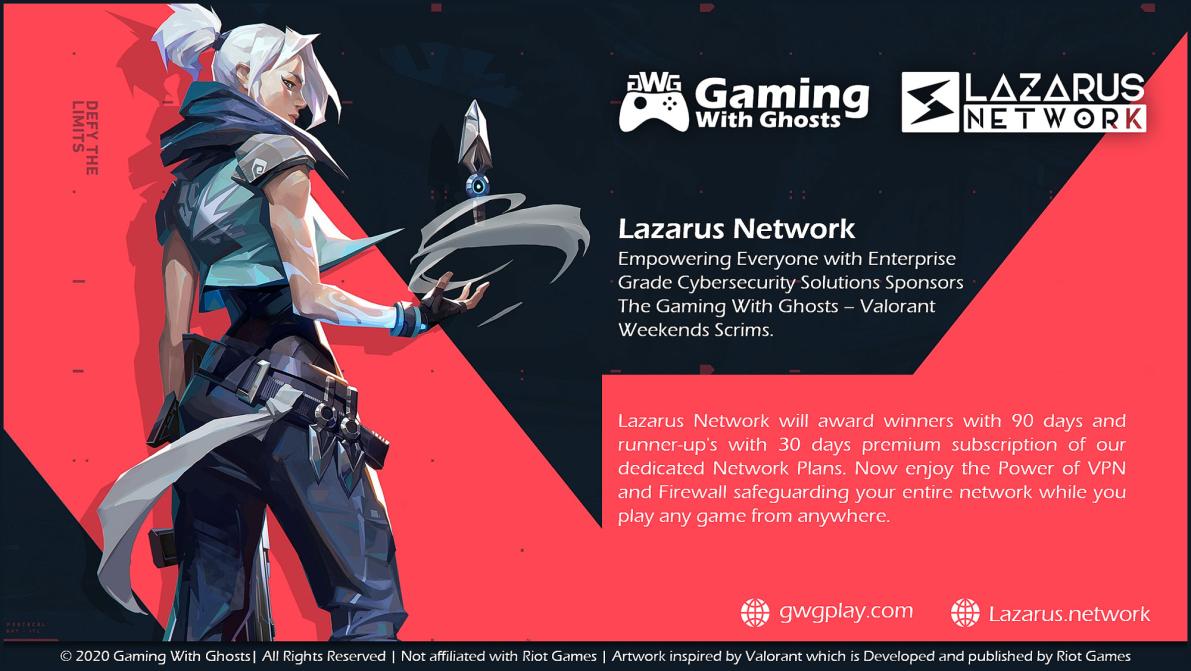 DEFY THE
LIMITS
GWG
Gaming
With Ghosts
LAZARUS
NETWORK
Lazarus Network
Empowering Everyone with Enterprise
Grade Cybersecurity Solutions Sponsors
The Gaming With Ghosts – Valorant
Weekends Scrims.
Lazarus Network will award winners with 90 days and
runner-up's with 30 days premium subscription of our
dedicated Network Plans. Now enjoy the Power of VPN
and Firewall safeguarding your entire network while you
play any game from anywhere.
gwgplay.com
Lazarus.network
© 2020 Gaming With Ghosts| All Rights Reserved | Not affiliated with Riot Games | Artwork inspired by Valorant which is Developed and published by Riot Games